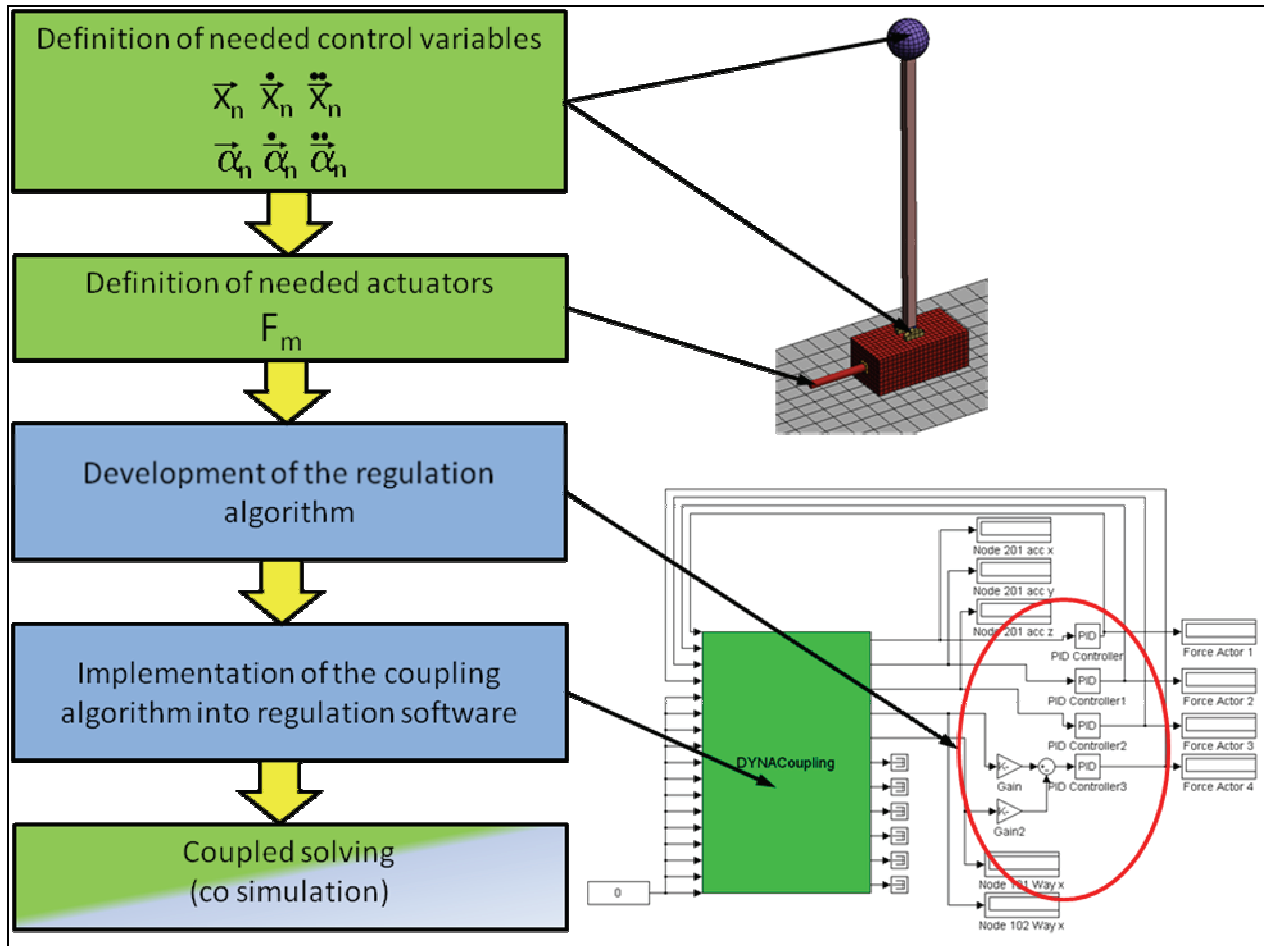 Definition of needed control variables
x⃗n ẋ⃗n ẍ⃗n
α⃗n α̇⃗n α̈⃗n
Definition of needed actuators
Fm
Development of the regulation
algorithm
Implementation of the coupling
algorithm into regulation software
Coupled solving
(co simulation)
Node 201 acc x
Node 201 acc y
Node 201 acc z
PID
PID Controller
Force Actor 1
PID
PID Controller1
Force Actor 2
PID
PID Controller2
Force Actor 3
DYNACoupling
-K-
Gain
PID
PID Controller3
Force Actor 4
-K-
Gain2
Node 101 Way x
0
Node 102 Way x